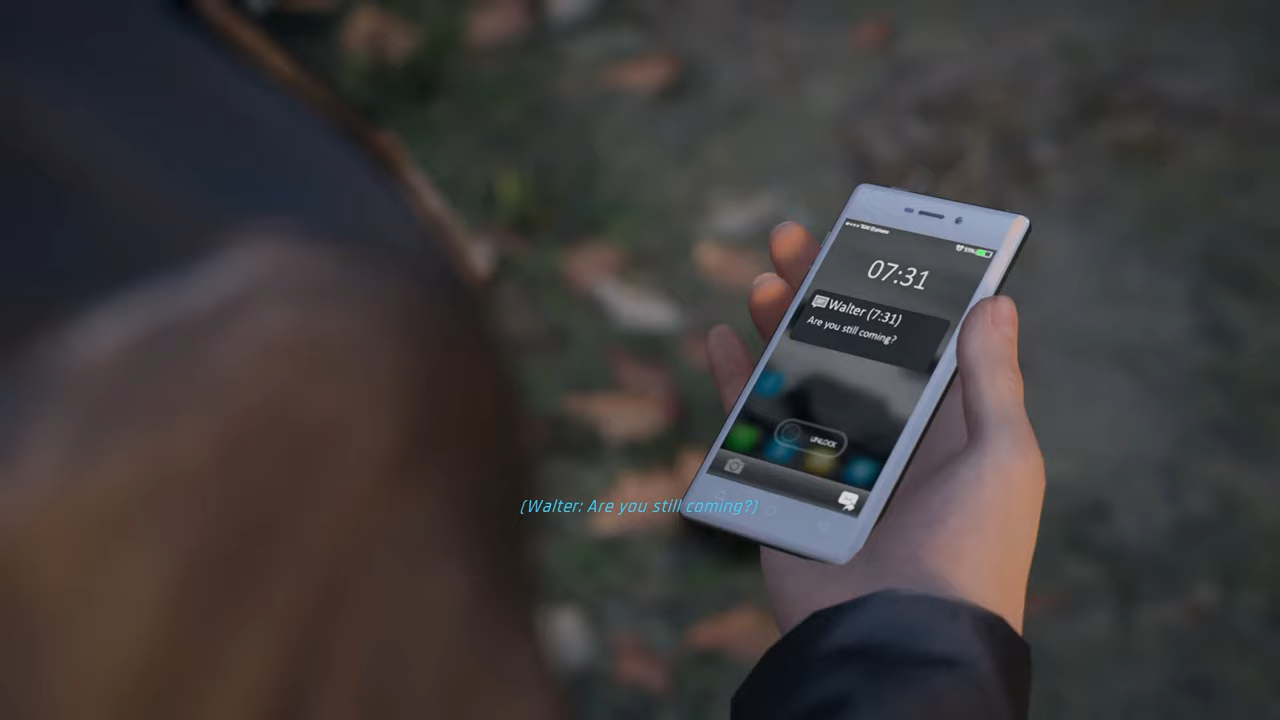 07:31
Walter (7:31)
Are you still coming?
UNLOCK
(Walter: Are you still coming?)